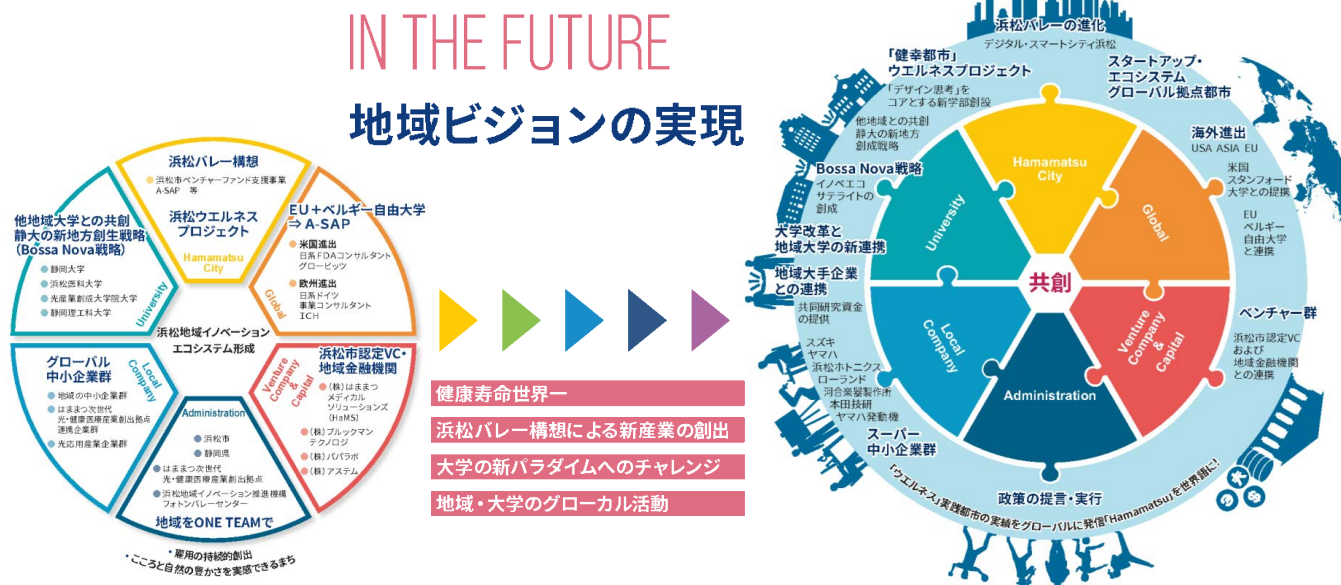 IN THE FUTURE
地域ビジョンの実現
浜松バレー構想
浜松市ベンチャーファンド支援事業
A-SAP 等
浜松ウエルネス
プロジェクト
Hamamatsu
City
EU+ベルギー自由大学
⇒ A-SAP
米国進出
日系FDAコンサルタント
グロービッツ
欧州進出
日系ドイツ
事業コンサルタント
ICH
Global
他地域大学との共創
静大の新地方創生戦略
(Bossa Nova戦略)
静岡大学
浜松医科大学
光産業創成大学院大学
静岡理工科大学
University
浜松地域イノベーション
エコシステム形成
グローバル
中小企業群
地域の中小企業群
はままつ次世代
光・健康医療産業創出拠点
連携企業群
光応用産業企業群
Local
Company
浜松市認定VC・
地域金融機関
(株)はままつ
メディカル
ソリューションズ
(HaMS)
(株)ブルックマン
テクノロジ
(株)パパラボ
(株)アステム
Venture
Company
&
Capital
Administration
浜松市
静岡県
はままつ次世代
光・健康医療産業創出拠点
浜松地域イノベーション推進機構
フォトンバレーセンター
地域をONE TEAMで
・雇用の持続的創出
・こころと自然の豊かさを実感できるまち
健康寿命世界一
浜松バレー構想による新産業の創出
大学の新パラダイムへのチャレンジ
地域・大学のグローカル活動
浜松バレーの進化
デジタル・スマートシティ浜松
「健幸都市」
ウエルネスプロジェクト
「デザイン思考」を
コアとする新学部創設
他地域との共創
静大の新地方
創成戦略
Bossa Nova戦略
イノベエコ
サテライトの
創成
大学改革と
地域大学の新連携
地域大手企業
との連携
共同研究資金
の提供
スズキ
ヤマハ
浜松ホトニクス
ローランド
河合楽器製作所
本田技研
ヤマハ発動機
スーパー
中小企業群
スタートアップ・
エコシステム
グローバル拠点都市
海外進出
USA ASIA EU
米国
スタンフォード
大学との提携
EU
ベルギー
自由大学
と連携
ベンチャー群
浜松市認定VC
および
地域金融機関
との連携
政策の提言・実行
「ウエルネス」実践都市の実績をグローバルに発信「Hamamatsu」を世界語に!
Hamamatsu
City
Global
Venture
Company
&
Capital
Administration
Local
Company
University
共創